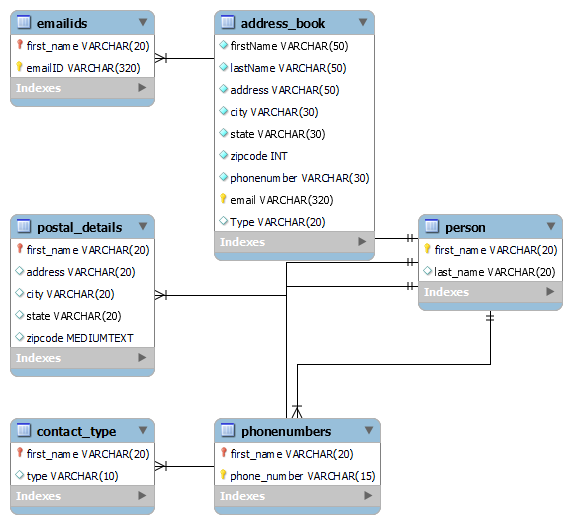 emailids
first_name VARCHAR(20)
emailID VARCHAR(320)
Indexes
address_book
firstName VARCHAR(50)
lastName VARCHAR(50)
address VARCHAR(50)
city VARCHAR(30)
state VARCHAR(30)
zipcode INT
phonenumber VARCHAR(30)
email VARCHAR(320)
Type VARCHAR(20)
Indexes
postal_details
first_name VARCHAR(20)
address VARCHAR(20)
city VARCHAR(20)
state VARCHAR(20)
zipcode MEDIUMTEXT
Indexes
person
first_name VARCHAR(20)
last_name VARCHAR(20)
Indexes
contact_type
first_name VARCHAR(20)
type VARCHAR(10)
Indexes
phonenumbers
first_name VARCHAR(20)
phone_number VARCHAR(15)
Indexes